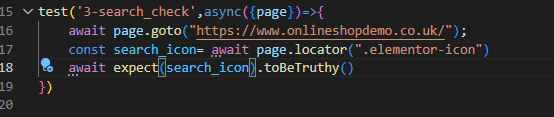 15 test('3-search_check',async({page})=>{
16 await page.goto("https://www.onlineshopdemo.co.uk/");
17 const search_icon= await page.locator(".elementor-icon")
18 await expect(search_icon).toBeTruthy()
19 })
20